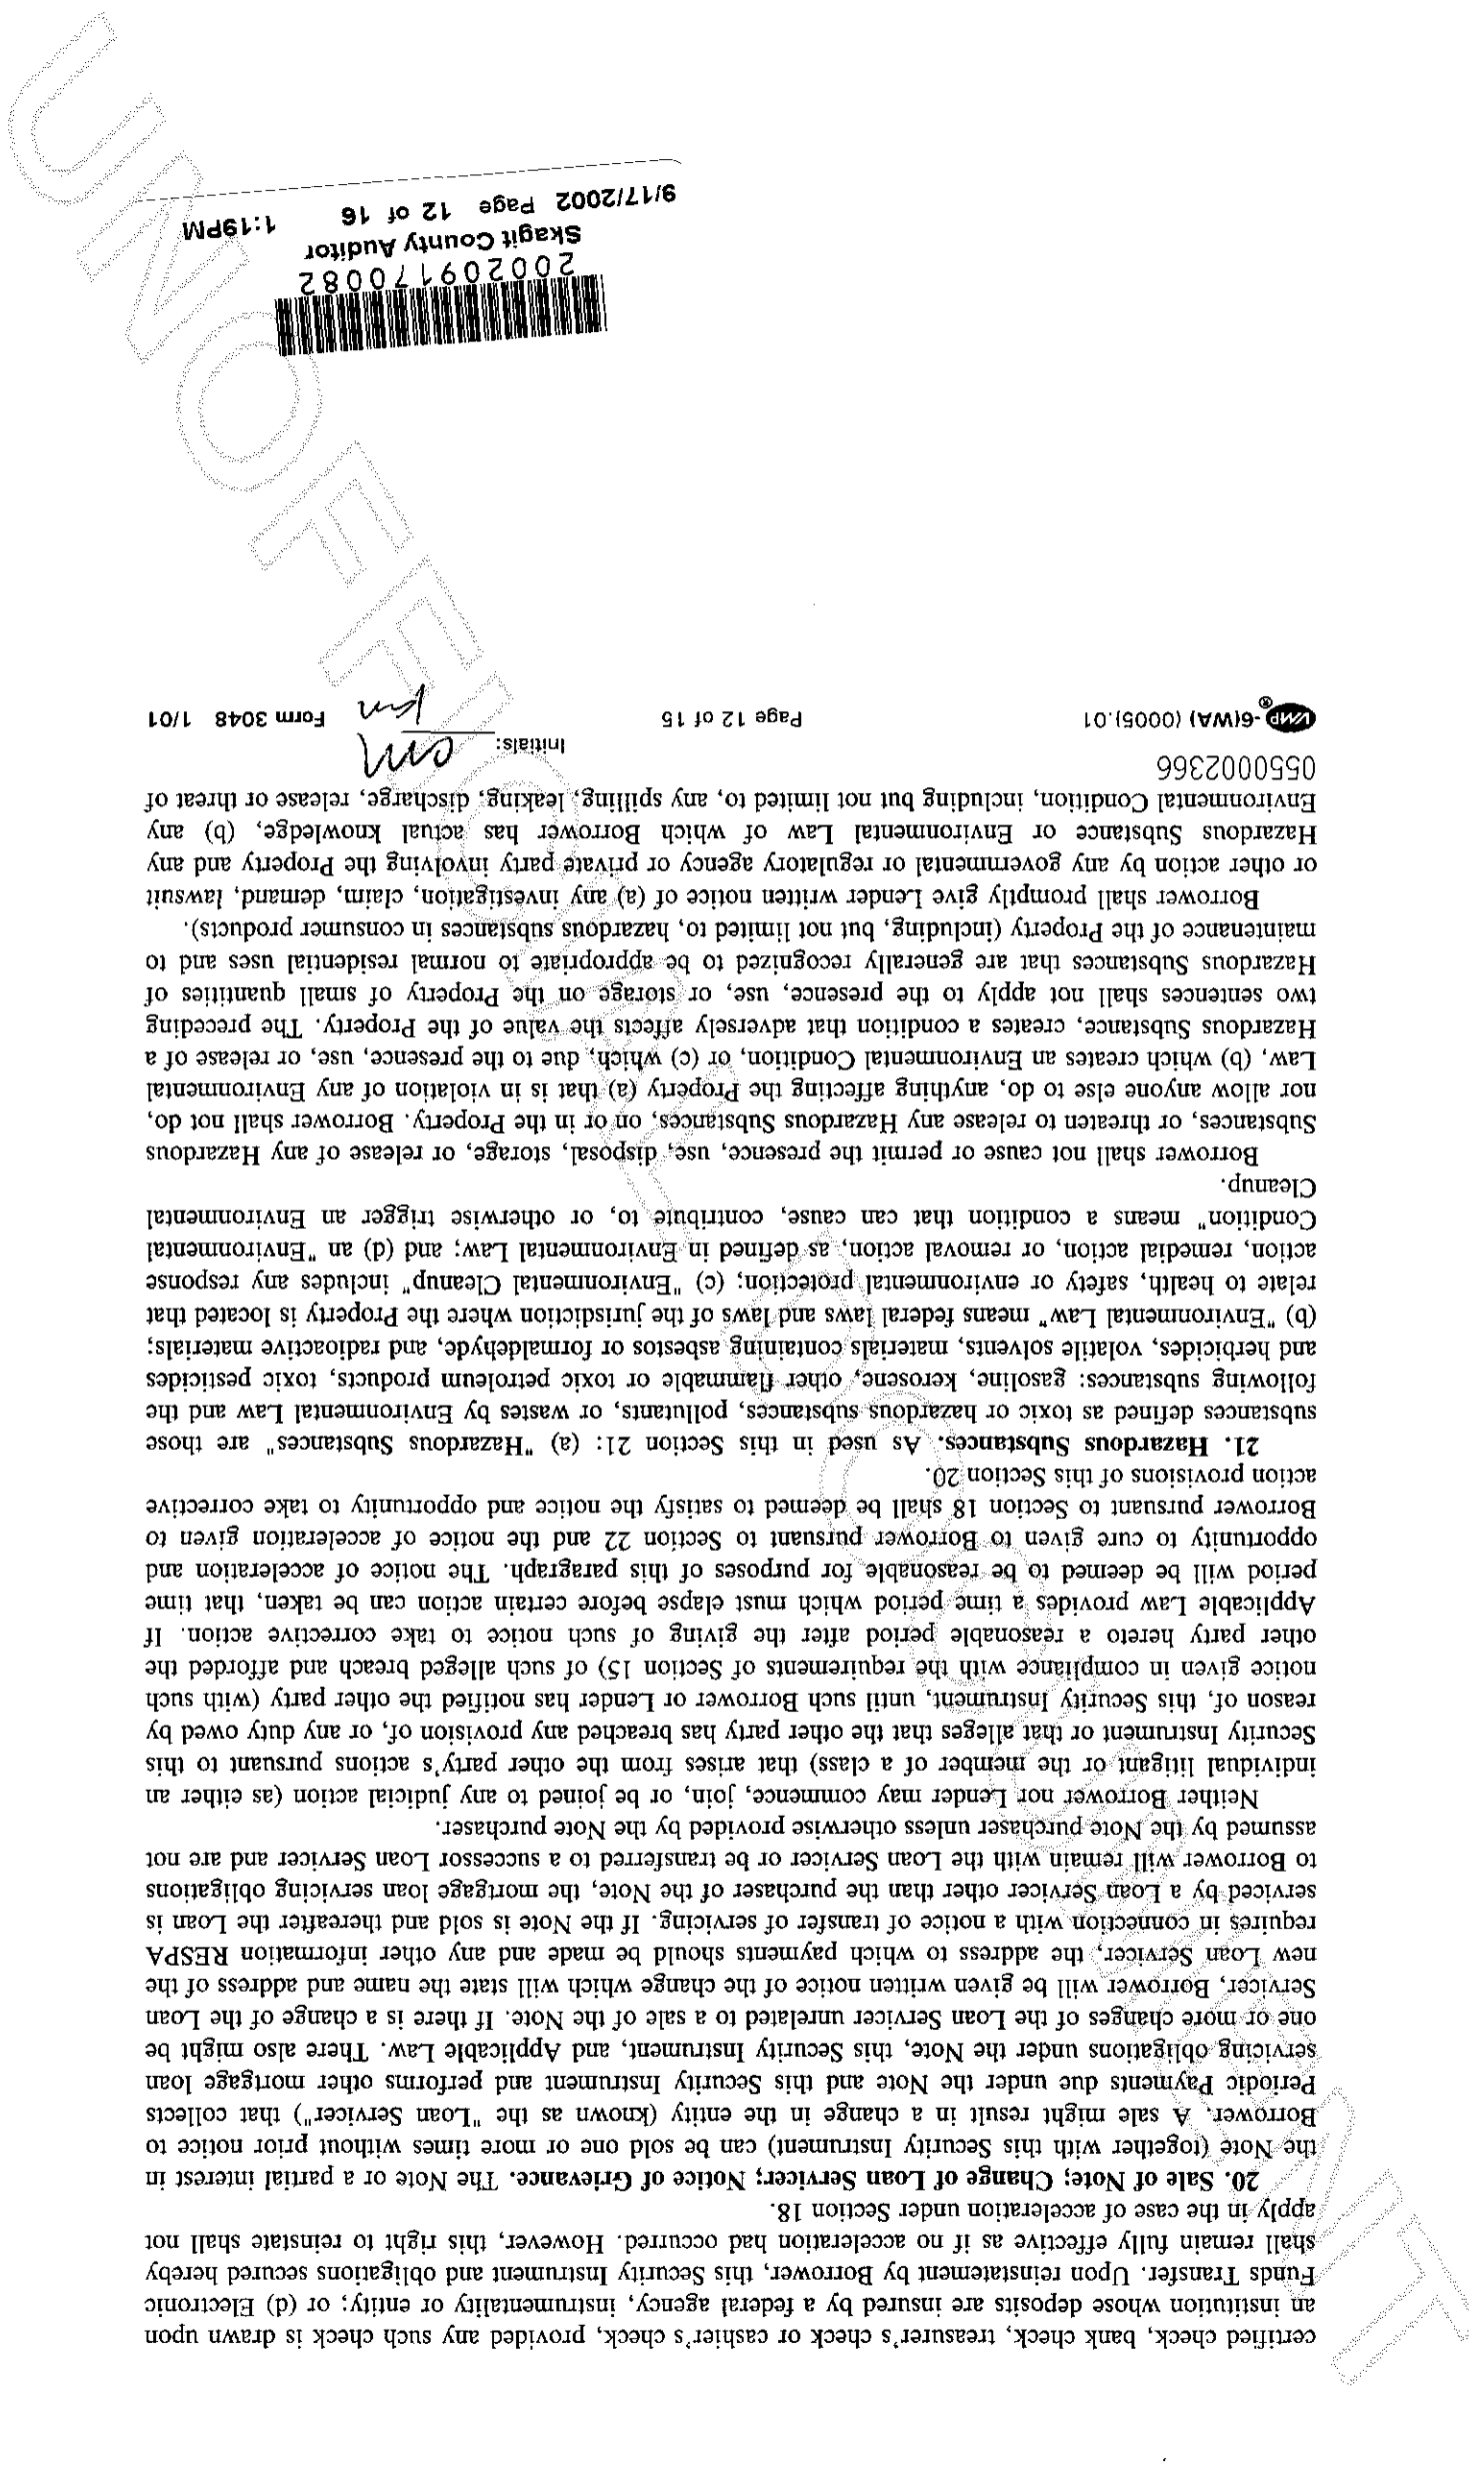 certified check, bank check, treasurer's check or cashier's check, provided any such check is drawn upon
an institution whose deposits are insured by a federal agency, instrumentality or entity; or (d) Electronic
Funds Transfer. Upon reinstatement by Borrower, this Security Instrument and obligations secured hereby
shall remain fully effective as if no acceleration had occurred. However, this right to reinstate shall not
apply in the case of acceleration under Section 18.
20. Sale of Note; Change of Loan Servicer; Notice of Grievance. The Note or a partial interest in
the Note (together with this Security Instrument) can be sold one or more times without prior notice to
Borrower. A sale might result in a change in the entity (known as the "Loan Servicer") that collects
Periodic Payments due under the Note and this Security Instrument and performs other mortgage loan
servicing obligations under the Note, this Security Instrument, and Applicable Law. There also might be
one or more changes of the Loan Servicer unrelated to a sale of the Note. If there is a change of the Loan
Servicer, Borrower will be given written notice of the change which will state the name and address of the
new Loan Servicer, the address to which payments should be made and any other information RESPA
requires in connection with a notice of transfer of servicing. If the Note is sold and thereafter the Loan is
serviced by a Loan Servicer other than the purchaser of the Note, the mortgage loan servicing obligations
to Borrower will remain with the Loan Servicer or be transferred to a successor Loan Servicer and are not
assumed by the Note purchaser unless otherwise provided by the Note purchaser.
Neither Borrower nor Lender may commence, join, or be joined to any judicial action (as either an
individual litigant or the member of a class) that arises from the other party's actions pursuant to this
Security Instrument or that alleges that the other party has breached any provision of, or any duty owed by
reason of, this Security Instrument, until such Borrower or Lender has notified the other party (with such
notice given in compliance with the requirements of Section 15) of such alleged breach and afforded the
other party hereto a reasonable period after the giving of such notice to take corrective action. If
Applicable Law provides a time period which must elapse before certain action can be taken, that time
period will be deemed to be reasonable for purposes of this paragraph. The notice of acceleration and
opportunity to cure given to Borrower pursuant to Section 22 and the notice of acceleration given to
Borrower pursuant to Section 18 shall be deemed to satisfy the notice and opportunity to take corrective
action provisions of this Section 20.
21. Hazardous Substances. As used in this Section 21: (a) "Hazardous Substances" are those
substances defined as toxic or hazardous substances, pollutants, or wastes by Environmental Law and the
following substances: gasoline, kerosene, other flammable or toxic petroleum products, toxic pesticides
and herbicides, volatile solvents, materials containing asbestos or formaldehyde, and radioactive materials;
(b) "Environmental Law" means federal laws and laws of the jurisdiction where the Property is located that
relate to health, safety or environmental protection; (c) "Environmental Cleanup" includes any response
action, remedial action, or removal action, as defined in Environmental Law; and (d) an "Environmental
Condition" means a condition that can cause, contribute to, or otherwise trigger an Environmental
Cleanup.
Borrower shall not cause or permit the presence, use, disposal, storage, or release of any Hazardous
Substances, or threaten to release any Hazardous Substances, on or in the Property. Borrower shall not do,
nor allow anyone else to do, anything affecting the Property (a) that is in violation of any Environmental
Law, (b) which creates an Environmental Condition, or (c) which, due to the presence, use, or release of a
Hazardous Substance, creates a condition that adversely affects the value of the Property. The preceding
two sentences shall not apply to the presence, use, or storage on the Property of small quantities of
Hazardous Substances that are generally recognized to be appropriate to normal residential uses and to
maintenance of the Property (including, but not limited to, hazardous substances in consumer products).
Borrower shall promptly give Lender written notice of (a) any investigation, claim, demand, lawsuit
or other action by any governmental or regulatory agency or private party involving the Property and any
Hazardous Substance or Environmental Law of which Borrower has actual knowledge, (b) any
Environmental Condition, including but not limited to, any spilling, leaking, discharge, release or threat of
0550002366
Initials: cm
km
VMP®-6(WA) (0005).01 Page 12 of 15 Form 3048 1/01
200209170082
Skagit County Auditor
9/17/2002 Page 12 of 16 1:19PM
UNOFFICIAL DOCUMENT